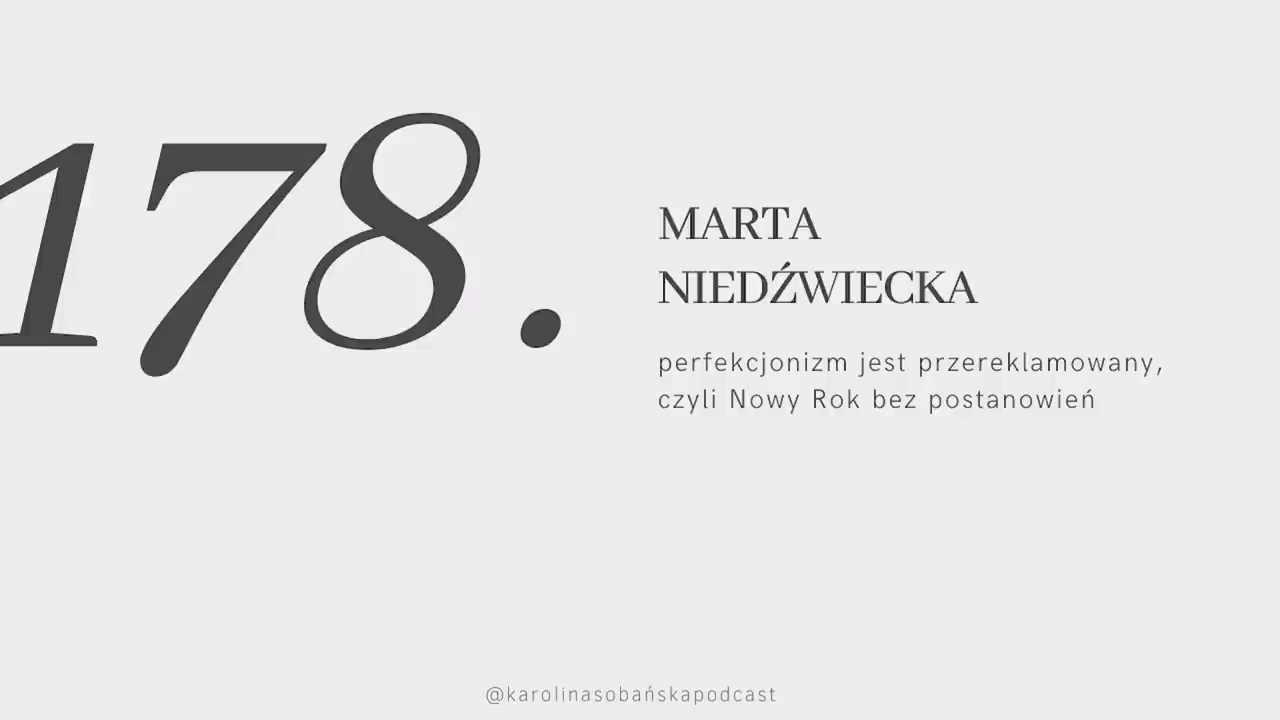 178.
MARTA
NIEDŹWIECKA
perfekcjonizm jest przereklamowany,
czyli Nowy Rok bez postanowień
@karolinasobańskapodcast